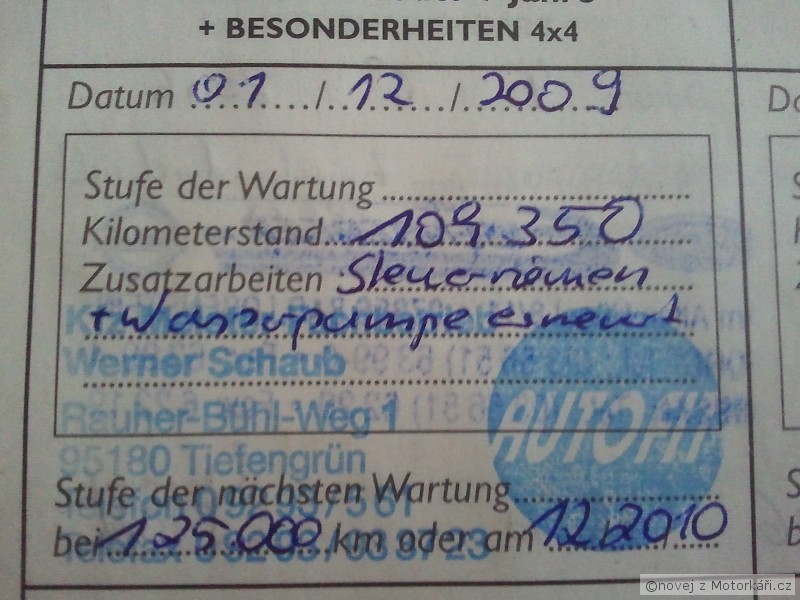 + BESONDERHEITEN 4x4
Datum 01 / 12 / 2009
Stufe der Wartung
Kilometerstand 109 350
Zusatzarbeiten Steuerriemen
+ Wasserpumpe erneuert
Werner Schaub
Rauher-Bühl-Weg 1
AUTOFIT
95180 Tiefengrün
Stufe der nächsten Wartung
bei 125 000 km oder am 12 2010
©novej z Motorkáři.cz